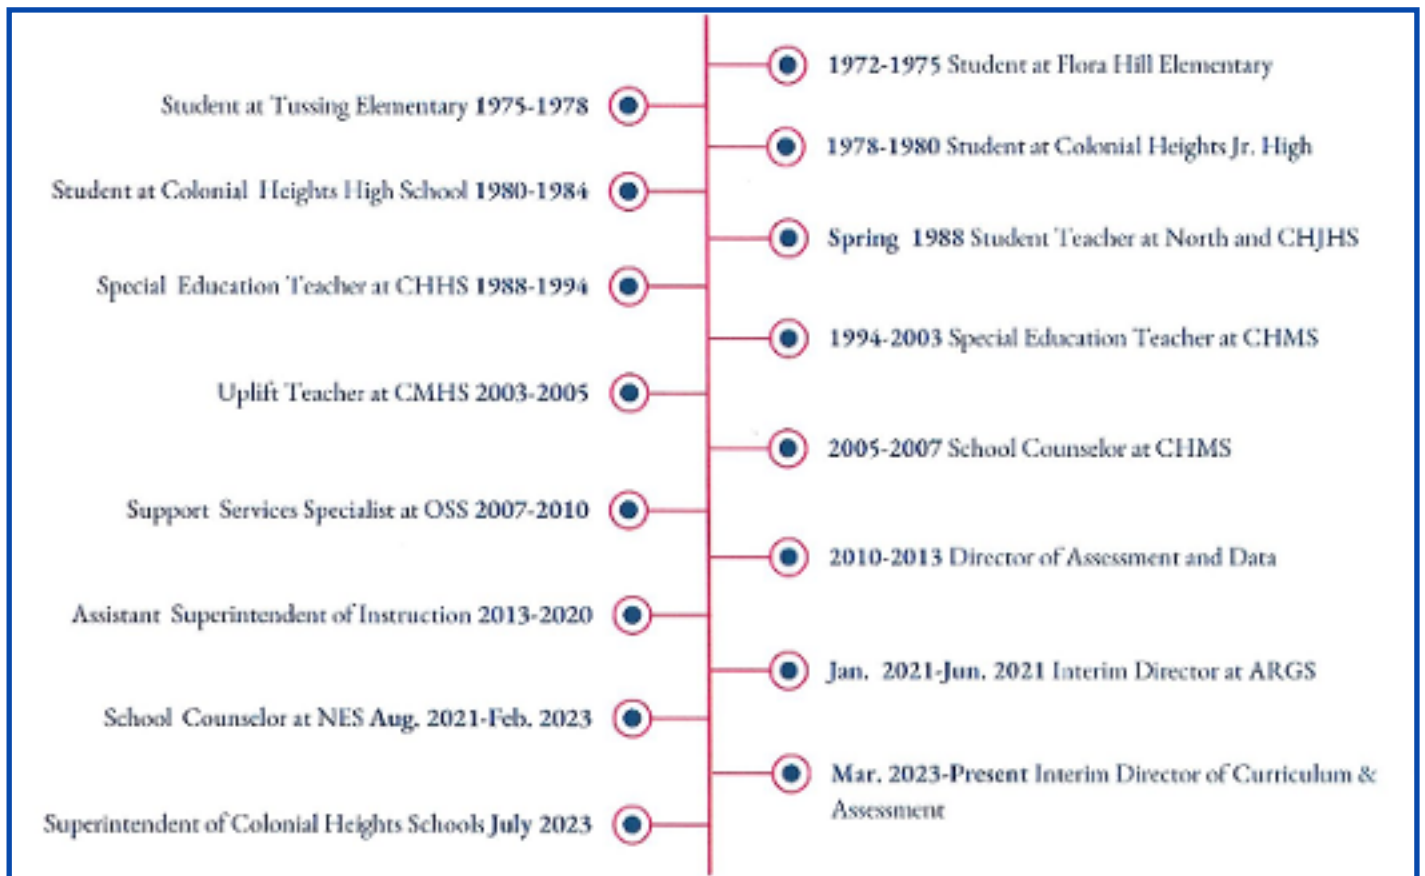 1972-1975 Student at Flora Hill Elementary
Student at Tussing Elementary 1975-1978
1978-1980 Student at Colonial Heights Jr. High
Student at Colonial Heights High School 1980-1984
Spring 1988 Student Teacher at North and CHJHS
Special Education Teacher at CHHS 1988-1994
1994-2003 Special Education Teacher at CHMS
Uplift Teacher at CMHS 2003-2005
2005-2007 School Counselor at CHMS
Support Services Specialist at OSS 2007-2010
2010-2013 Director of Assessment and Data
Assistant Superintendent of Instruction 2013-2020
Jan. 2021-Jun. 2021 Interim Director at ARGS
School Counselor at NES Aug. 2021-Feb. 2023
Mar. 2023-Present Interim Director of Curriculum &
Assessment
Superintendent of Colonial Heights Schools July 2023